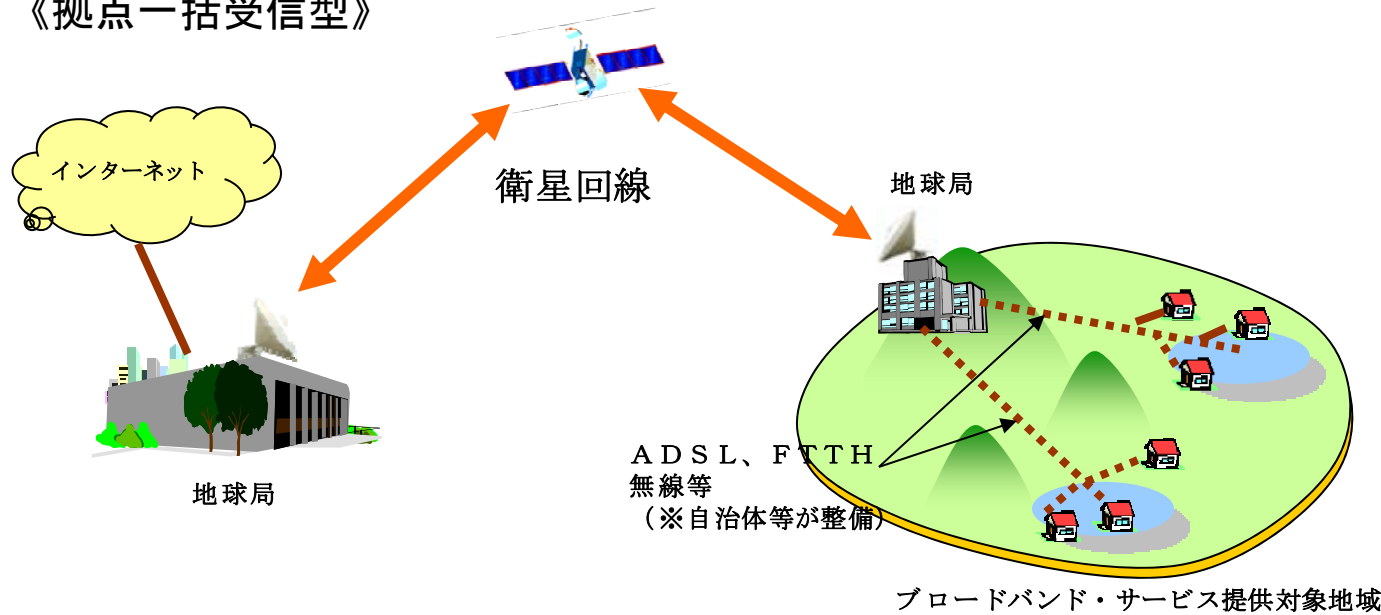 《拠点一括受信型》
インターネット
衛星回線
地球局
地球局
ＡＤＳＬ、ＦＴＴＨ
無線等
（※自治体等が整備）
ブロードバンド・サービス提供対象地域